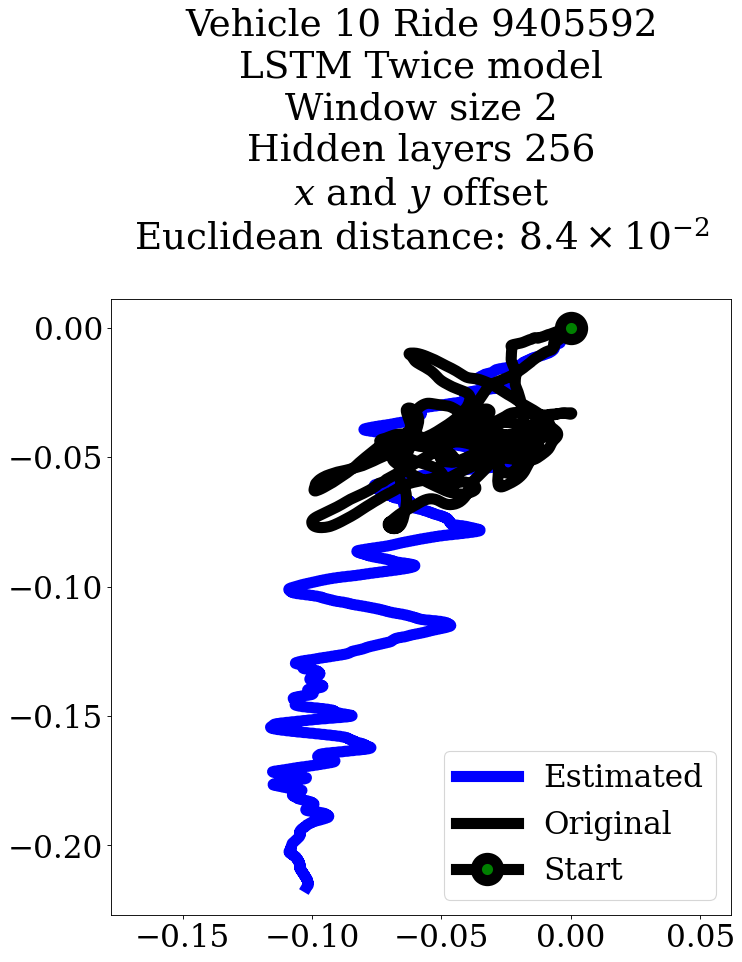 Vehicle 10 Ride 9405592
LSTM Twice model
Window size 2
Hidden layers 256
x and y offset
Euclidean distance: 8.4 × 10⁻²
0.00
−0.05
−0.10
−0.15
−0.20
Estimated
Original
Start
−0.15 −0.10 −0.05 0.00 0.05